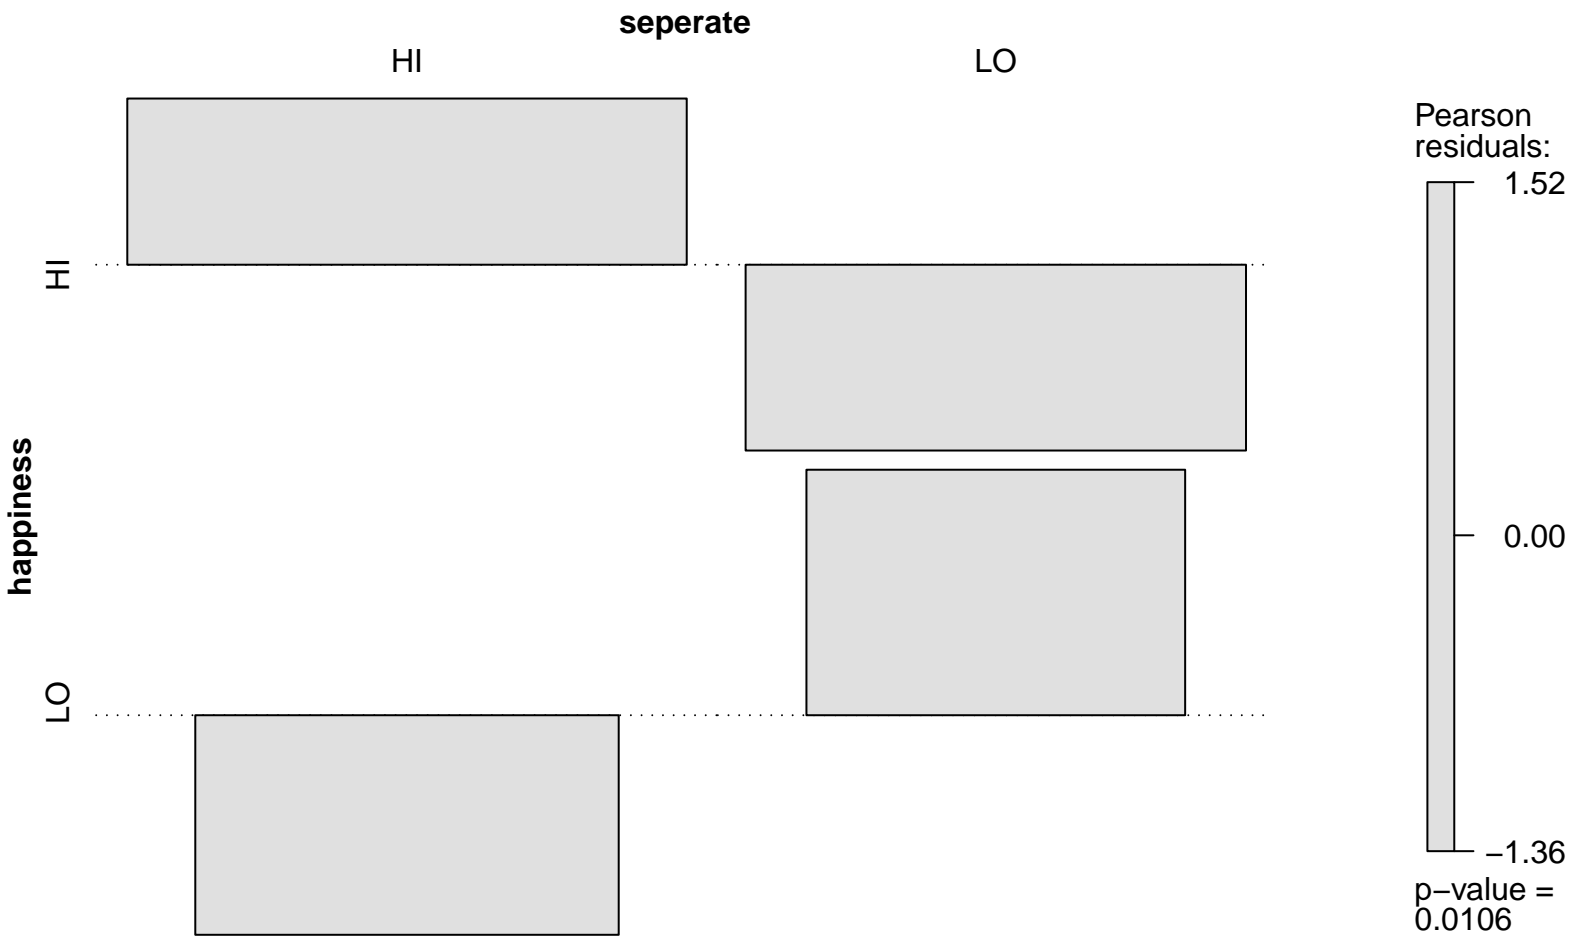 seperate
HI LO
Pearson
residuals:
1.52
HI
happiness
0.00
LO
−1.36
p−value =
0.0106